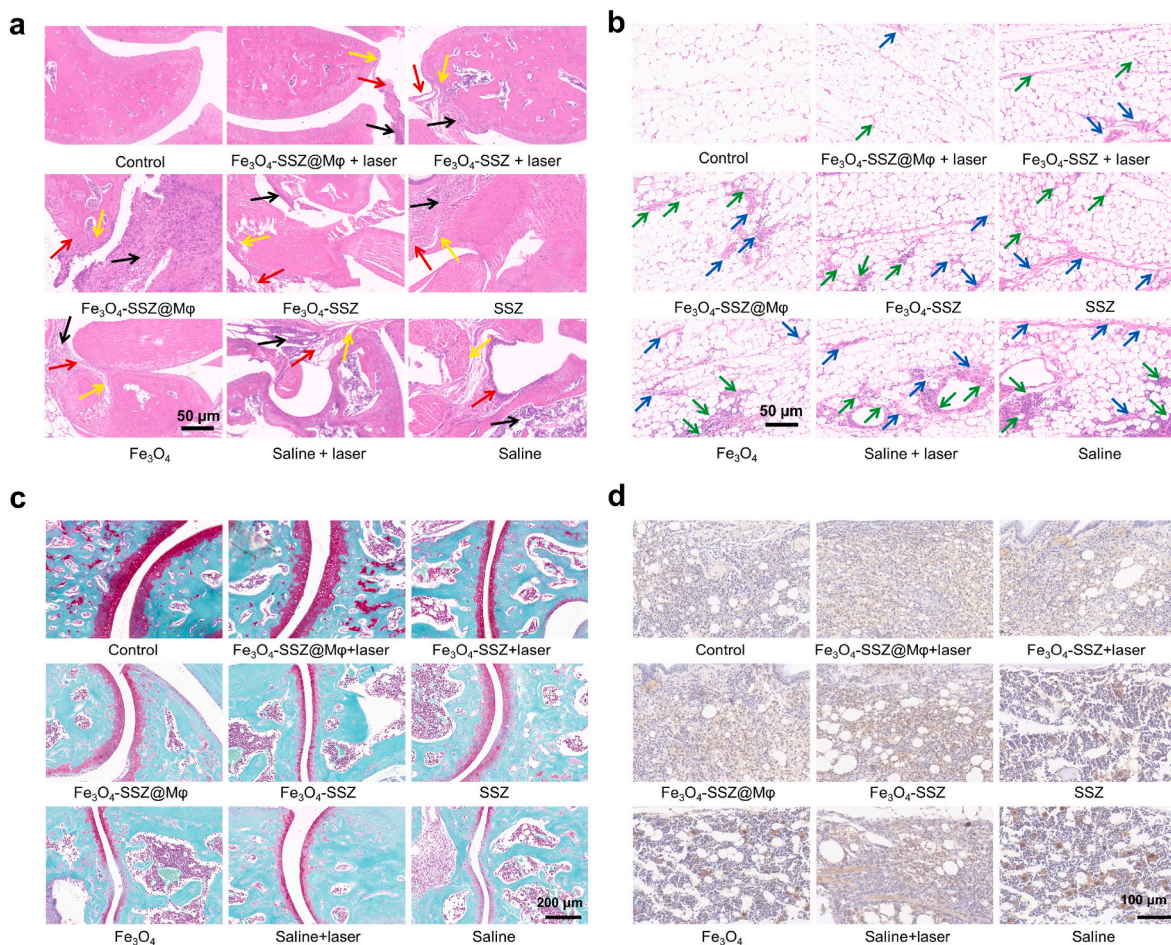 a
Control
Fe₃O₄-SSZ@Mφ + laser
Fe₃O₄-SSZ + laser
Fe₃O₄-SSZ@Mφ
Fe₃O₄-SSZ
SSZ
50 μm
Fe₃O₄
Saline + laser
Saline
b
Control
Fe₃O₄-SSZ@Mφ + laser
Fe₃O₄-SSZ + laser
Fe₃O₄-SSZ@Mφ
Fe₃O₄-SSZ
SSZ
50 μm
Fe₃O₄
Saline + laser
Saline
c
Control
Fe₃O₄-SSZ@Mφ+laser
Fe₃O₄-SSZ+laser
Fe₃O₄-SSZ@Mφ
Fe₃O₄-SSZ
SSZ
200 μm
Fe₃O₄
Saline+laser
Saline
d
Control
Fe₃O₄-SSZ@Mφ+laser
Fe₃O₄-SSZ+laser
Fe₃O₄-SSZ@Mφ
Fe₃O₄-SSZ
SSZ
100 μm
Fe₃O₄
Saline+laser
Saline